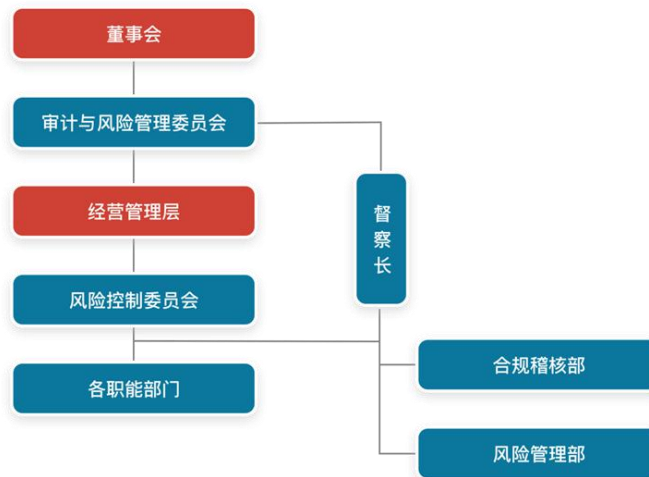 董事会
审计与风险管理委员会
经营管理层
督察长
风险控制委员会
合规稽核部
各职能部门
风险管理部